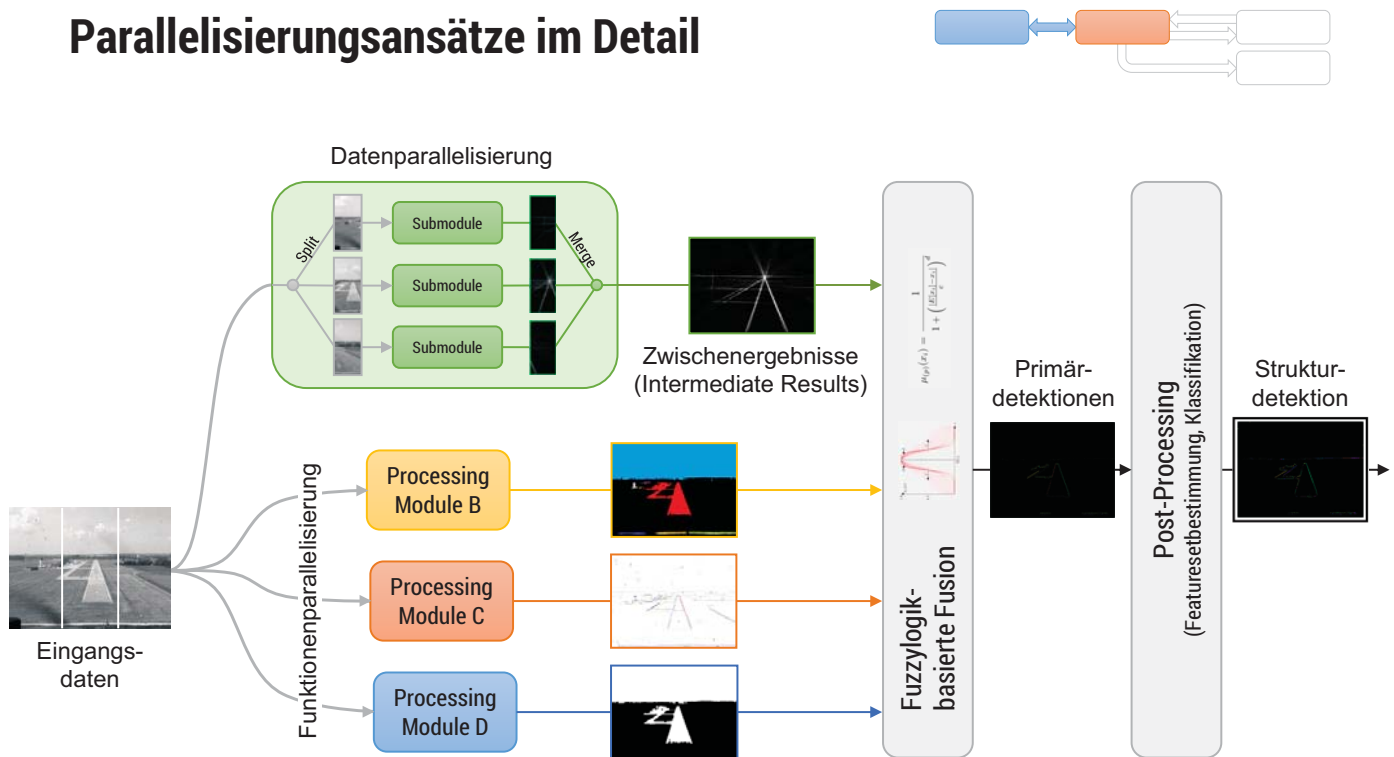 Parallelisierungsansätze im Detail
Datenparallelisierung
Split
Submodule
Submodule
Submodule
Merge
Zwischenergebnisse
(Intermediate Results)
Eingangs-
daten
Funktionenparallelisierung
Processing
Module B
Processing
Module C
Processing
Module D
Fuzzylogik-
basierte Fusion
Primär-
detektionen
Post-Processing
(Featuresetbestimmung, Klassifikation)
Struktur-
detektion